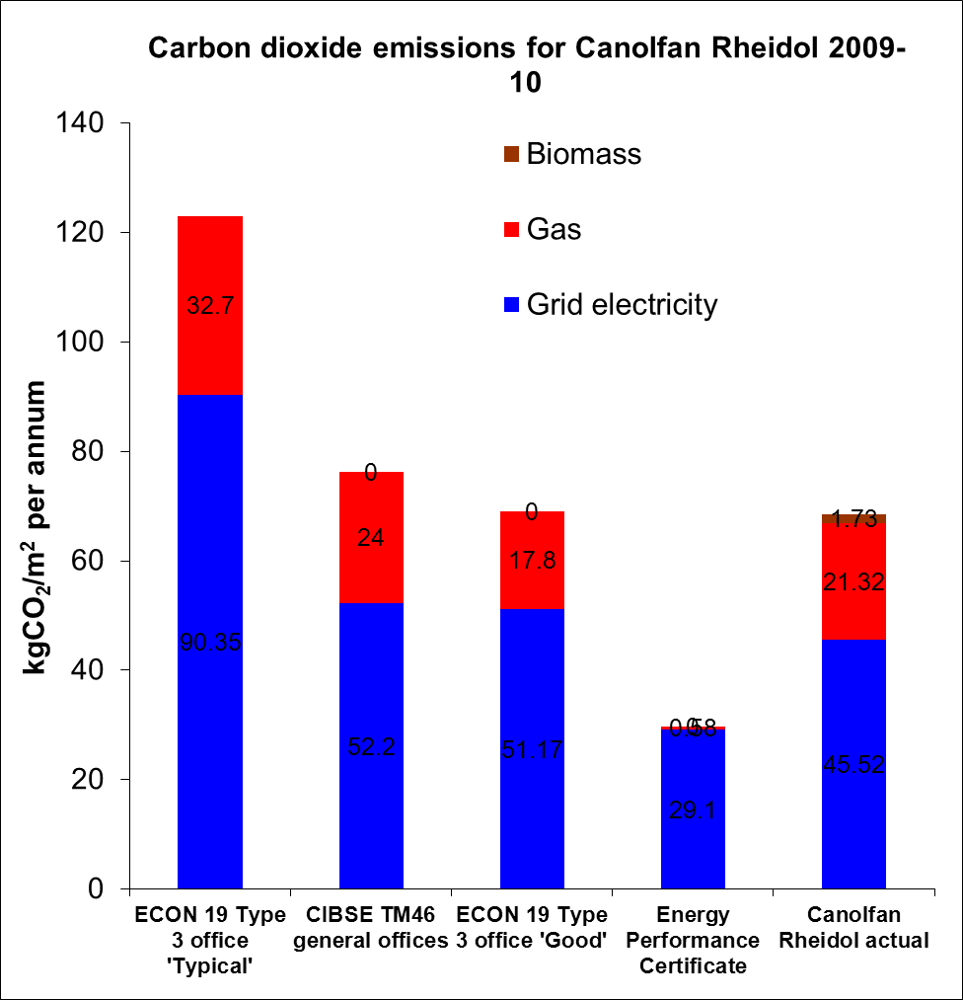 Carbon dioxide emissions for Canolfan Rheidol 2009-
10
140
120
100
80
60
40
20
0
kgCO₂/m² per annum
Biomass
Gas
Grid electricity
32.7
90.35
0
24
52.2
0
17.8
51.17
0
0.58
29.1
1.73
21.32
45.52
ECON 19 Type
3 office
'Typical'
CIBSE TM46
general offices
ECON 19 Type
3 office 'Good'
Energy
Performance
Certificate
Canolfan
Rheidol actual